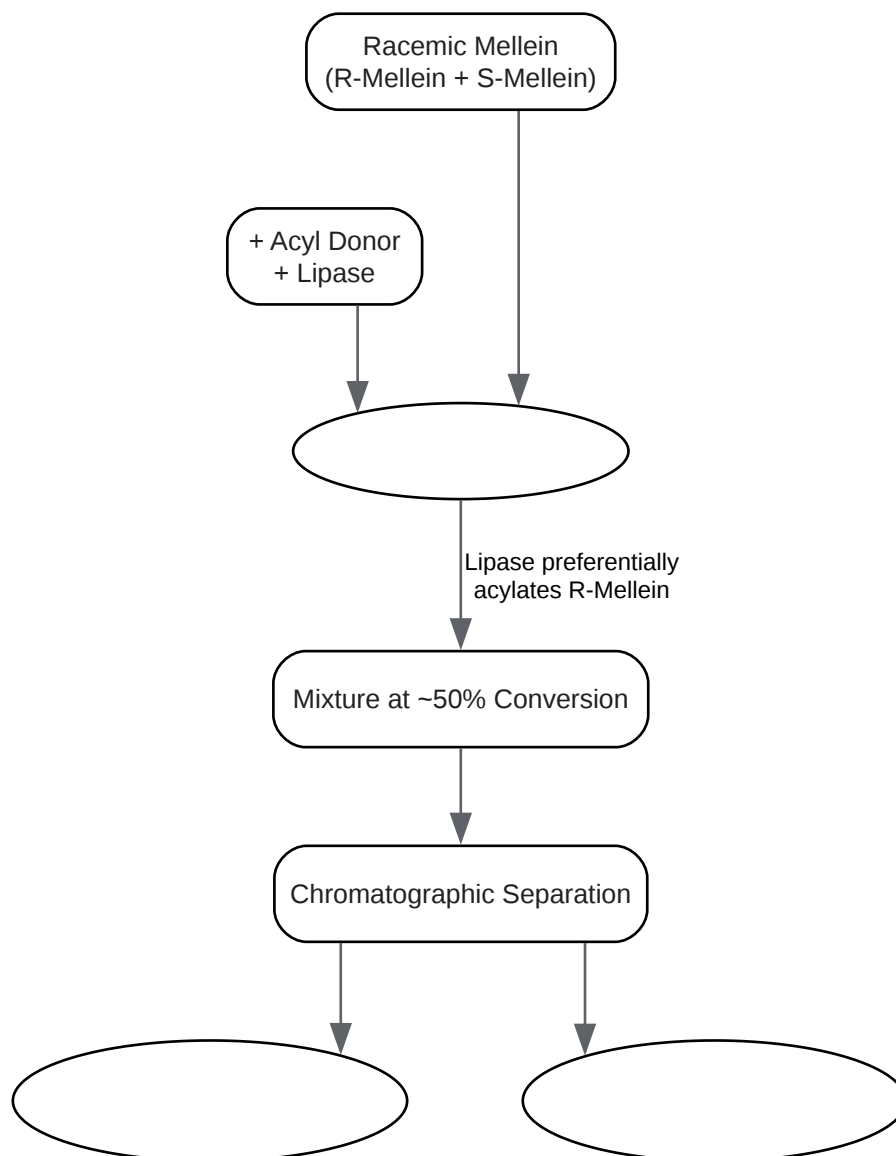 Racemic Mellein
(R-Mellein + S-Mellein)
+ Acyl Donor
+ Lipase
Lipase preferentially
acylates R-Mellein
Mixture at ~50% Conversion
Chromatographic Separation